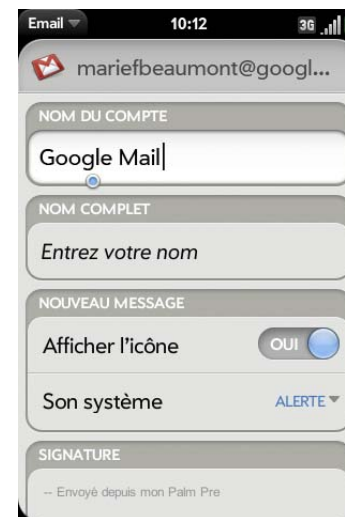 Email 10:12 3G
mariefbeaumont@googl...
NOM DU COMPTE
Google Mail
NOM COMPLET
Entrez votre nom
NOUVEAU MESSAGE
Afficher l'icône OUI
Son système ALERTE
SIGNATURE
-- Envoyé depuis mon Palm Pre